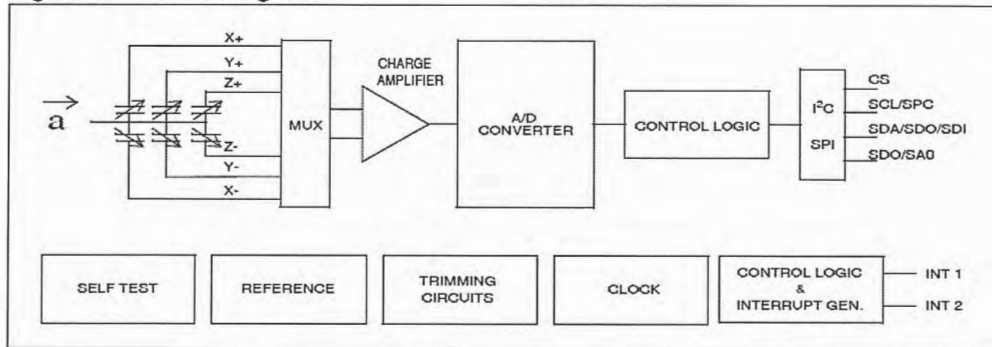 X+
Y+
Z+
a
Z-
Y-
X-
MUX
CHARGE
AMPLIFIER
A/D
CONVERTER
CONTROL LOGIC
I²C
SPI
CS
SCL/SPC
SDA/SDO/SDI
SDO/SA0
SELF TEST
REFERENCE
TRIMMING
CIRCUITS
CLOCK
CONTROL LOGIC
&
INTERRUPT GEN.
INT 1
INT 2